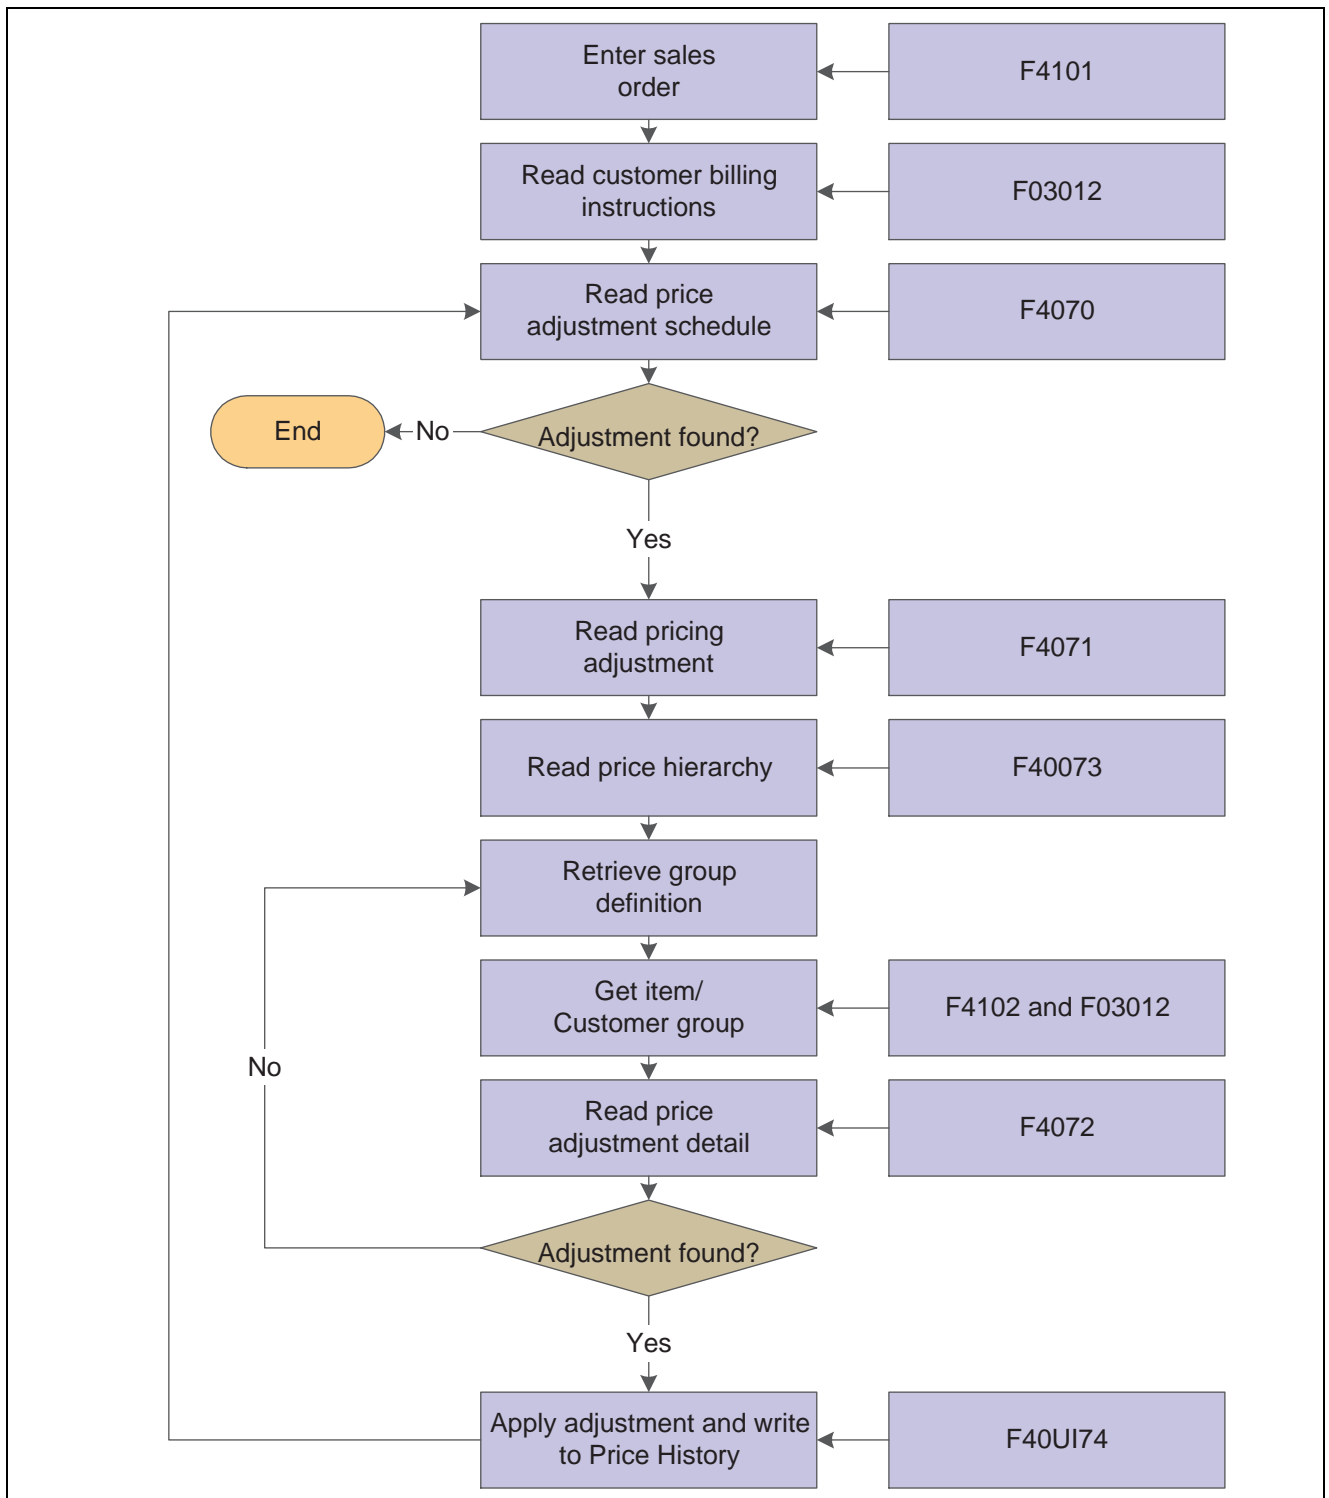 Enter sales
order
F4101
Read customer billing
instructions
F03012
Read price
adjustment schedule
F4070
End
No
Adjustment found?
Yes
Read pricing
adjustment
F4071
Read price hierarchy
F40073
Retrieve group
definition
Get item/
Customer group
F4102 and F03012
No
Read price
adjustment detail
F4072
Adjustment found?
Yes
Apply adjustment and write
to Price History
F40UI74